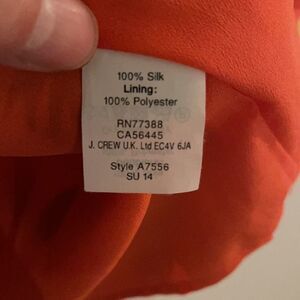 100% Silk
Lining:
100% Polyester
RN77388
CA56445
J. CREW U.K. Ltd EC4V 6JA
Style A7556
SU 14